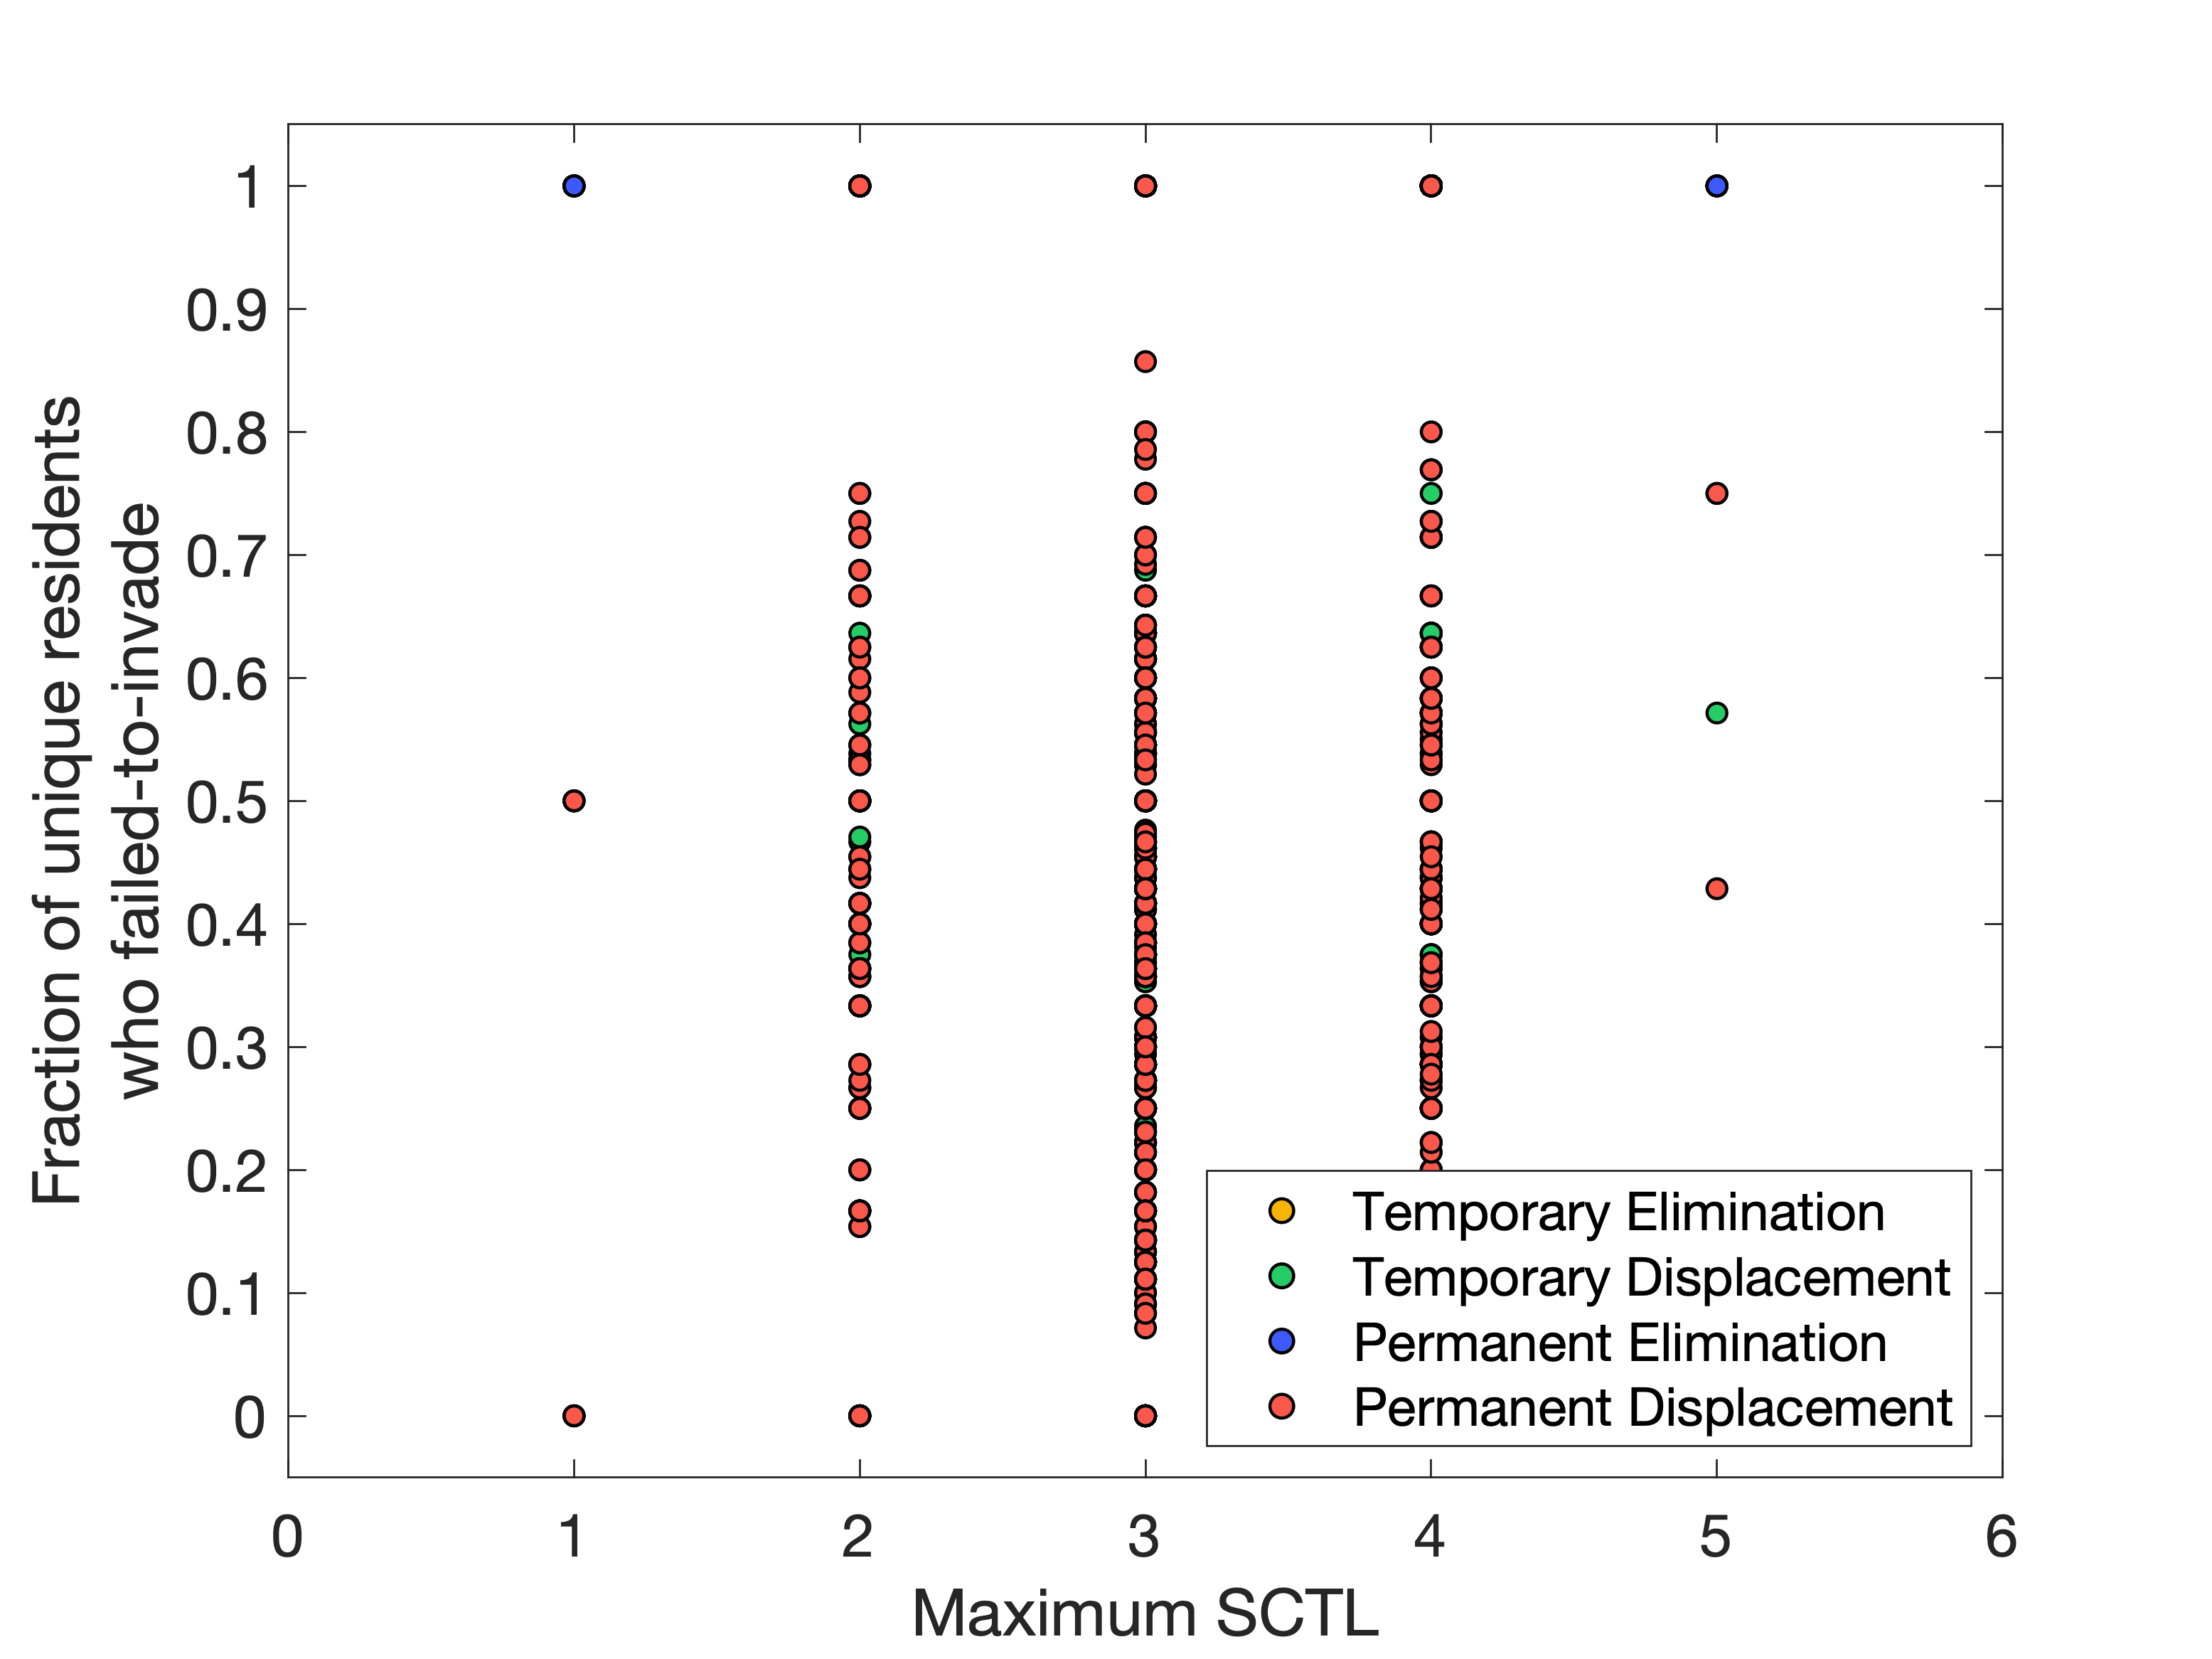 1
0.9
0.8
0.7
0.6
0.5
0.4
0.3
0.2
0.1
0
Fraction of unique residents
who failed-to-invade
Temporary Elimination
Temporary Displacement
Permanent Elimination
Permanent Displacement
0 1 2 3 4 5 6
Maximum SCTL